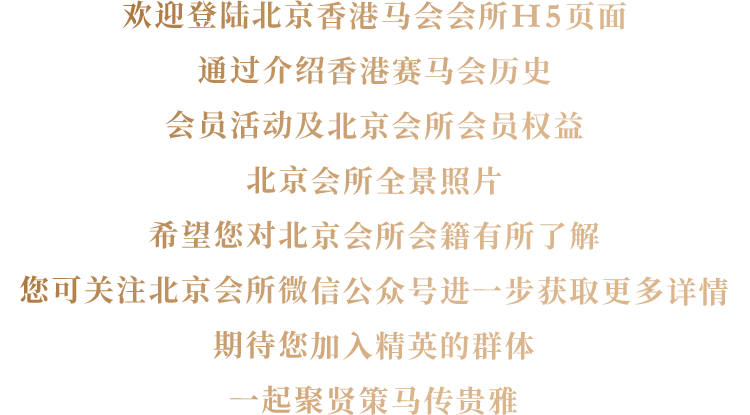 欢迎登陆北京香港马会会所H5页面
通过介绍香港赛马会历史
会员活动及北京会所会员权益
北京会所全景照片
希望您对北京会所会籍有所了解
您可关注北京会所微信公众号进一步获取更多详情
期待您加入精英的群体
一起聚贤策马传贵雅